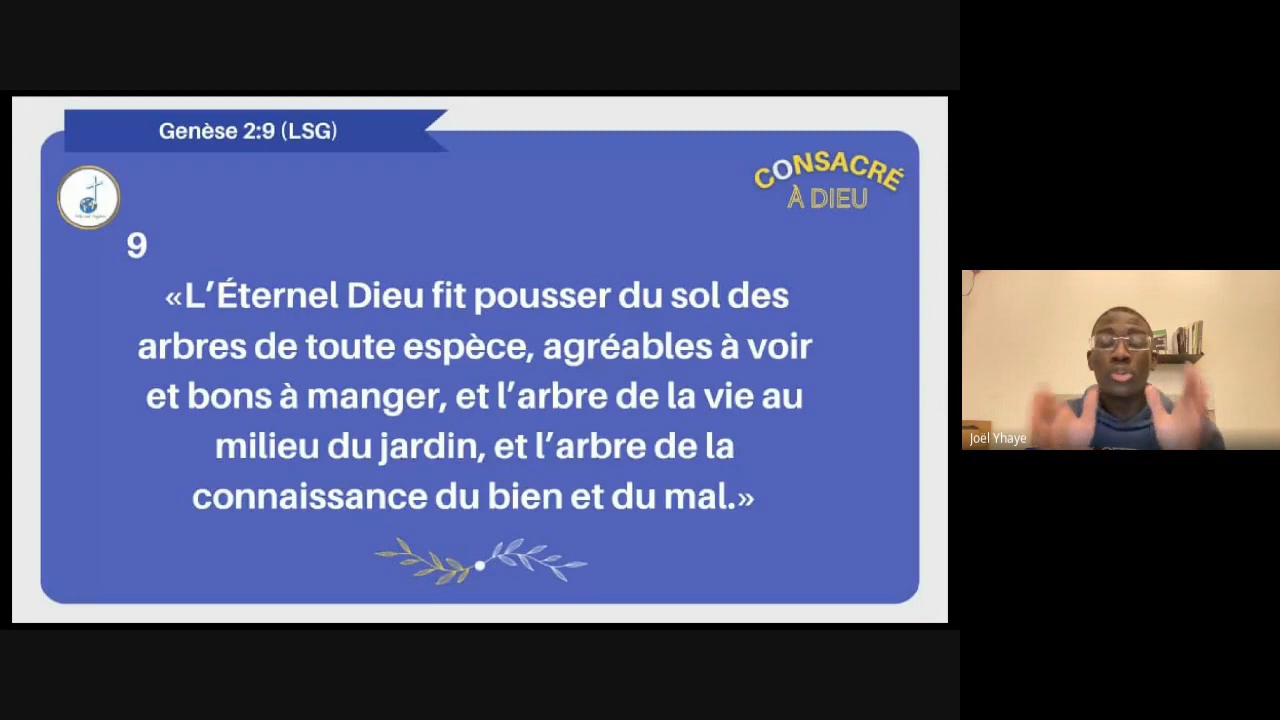 Genèse 2:9 (LSG)
CONSACRÉ
À DIEU
9
«L’Éternel Dieu fit pousser du sol des
arbres de toute espèce, agréables à voir
et bons à manger, et l’arbre de la vie au
milieu du jardin, et l’arbre de la
connaissance du bien et du mal.»
Joël Yhaye